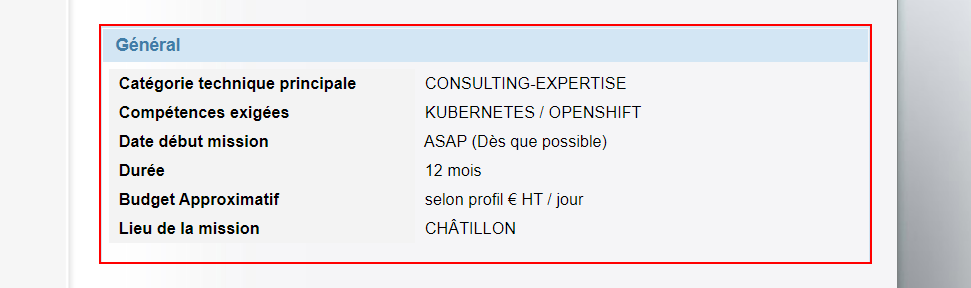 Général
Catégorie technique principale CONSULTING-EXPERTISE
Compétences exigées KUBERNETES / OPENSHIFT
Date début mission ASAP (Dès que possible)
Durée 12 mois
Budget Approximatif selon profil € HT / jour
Lieu de la mission CHÂTILLON